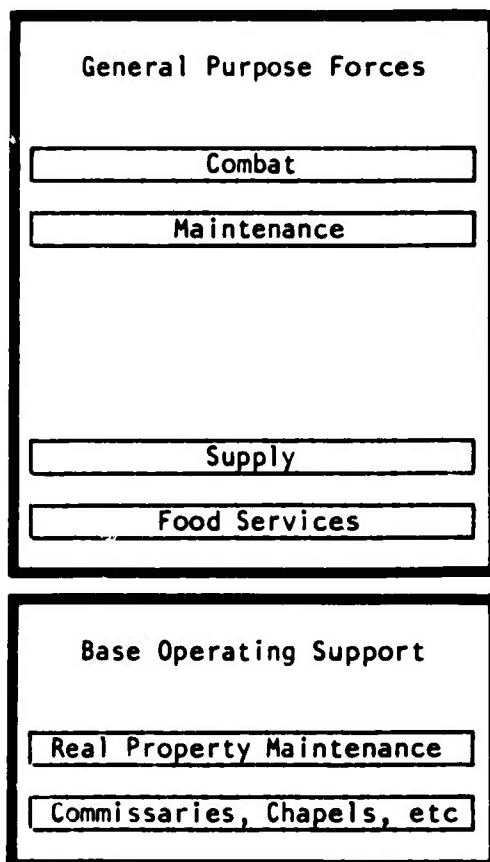 General Purpose Forces
Combat
Maintenance
Supply
Food Services
Base Operating Support
Real Property Maintenance
Commissaries, Chapels, etc